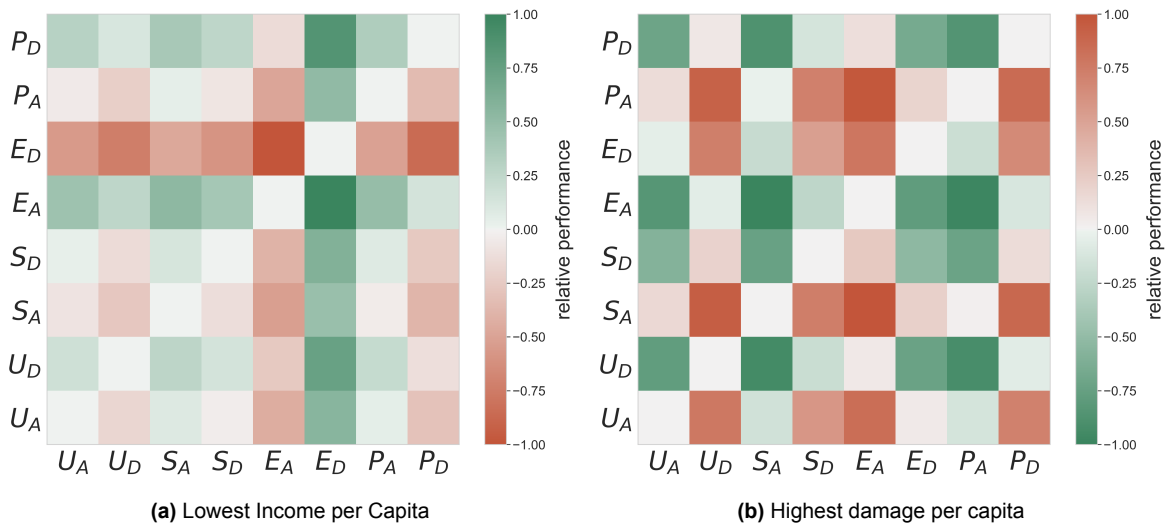 P_D
P_A
E_D
E_A
S_D
S_A
U_D
U_A
U_A U_D S_A S_D E_A E_D P_A P_D
1.00
0.75
0.50
0.25
0.00
−0.25
−0.50
−0.75
−1.00
relative performance
(a) Lowest Income per Capita
P_D
P_A
E_D
E_A
S_D
S_A
U_D
U_A
U_A U_D S_A S_D E_A E_D P_A P_D
1.00
0.75
0.50
0.25
0.00
−0.25
−0.50
−0.75
−1.00
relative performance
(b) Highest damage per capita